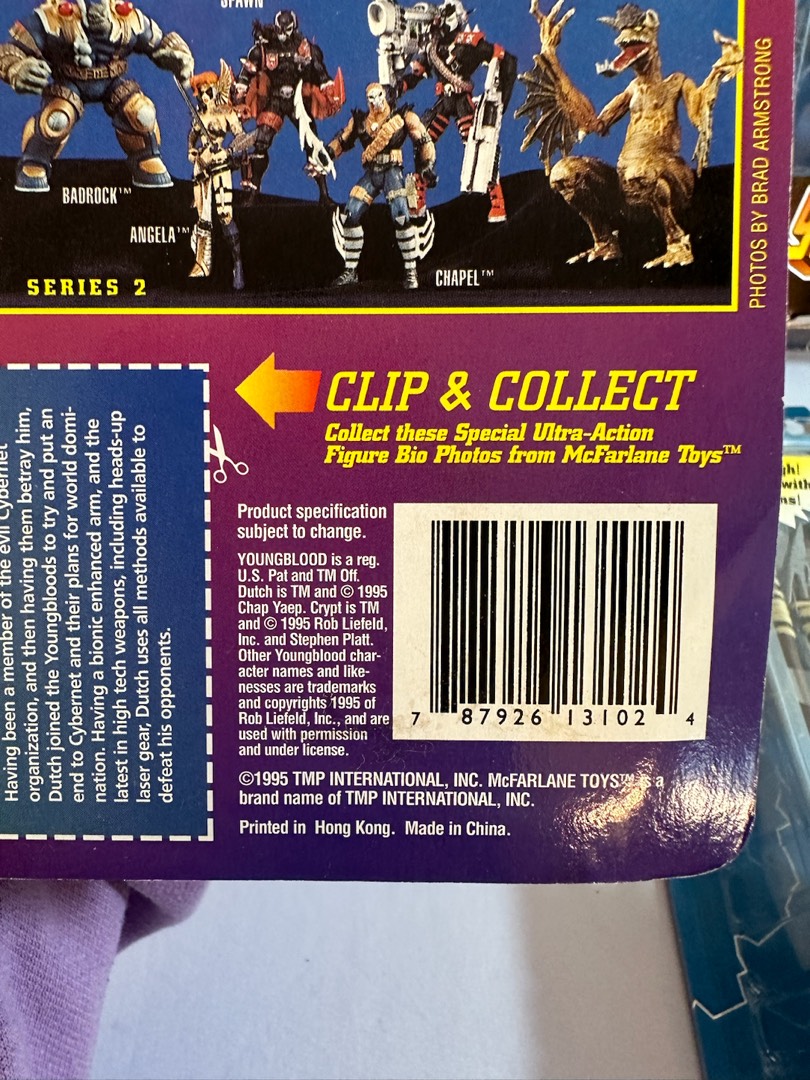 SPAWN
BADROCK™
ANGELA™
CHAPEL™
SERIES 2
PHOTOS BY BRAD ARMSTRONG
CLIP & COLLECT
Collect these Special Ultra-Action
Figure Bio Photos from McFarlane Toys™
Having been a member of the evil Cybernet
organization, and then having them betray him,
Dutch joined the Youngbloods to try and put an
end to Cybernet and their plans for world domi-
nation. Having a bionic enhanced arm, and the
latest in high tech weapons, including heads-up
laser gear, Dutch uses all methods available to
defeat his opponents.
Product specification
subject to change.
YOUNGBLOOD is a reg.
U.S. Pat and TM Off.
Dutch is TM and © 1995
Chap Yaep. Crypt is TM
and © 1995 Rob Liefeld,
Inc. and Stephen Platt.
Other Youngblood char-
acter names and like-
nesses are trademarks
and copyrights 1995 of
Rob Liefeld, Inc., and are
used with permission
and under license.
7 87926 13102 4
©1995 TMP INTERNATIONAL, INC. McFARLANE TOYS™ is a
brand name of TMP INTERNATIONAL, INC.
Printed in Hong Kong. Made in China.
with